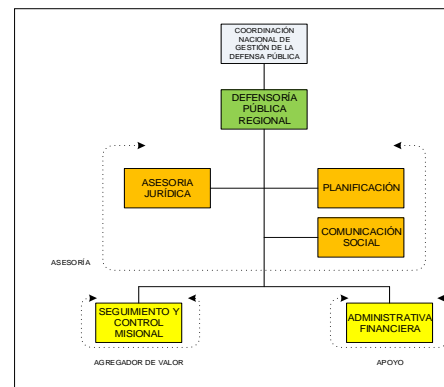 COORDINACIÓN
NACIONAL DE
GESTIÓN DE LA
DEFENSA PÚBLICA
DEFENSORÍA
PÚBLICA
REGIONAL
ASESORIA
JURÍDICA
PLANIFICACIÓN
COMUNICACIÓN
SOCIAL
ASESORÍA
SEGUIMIENTO Y
CONTROL
MISIONAL
ADMINISTRATIVA
FINANCIERA
AGREGADOR DE VALOR
APOYO